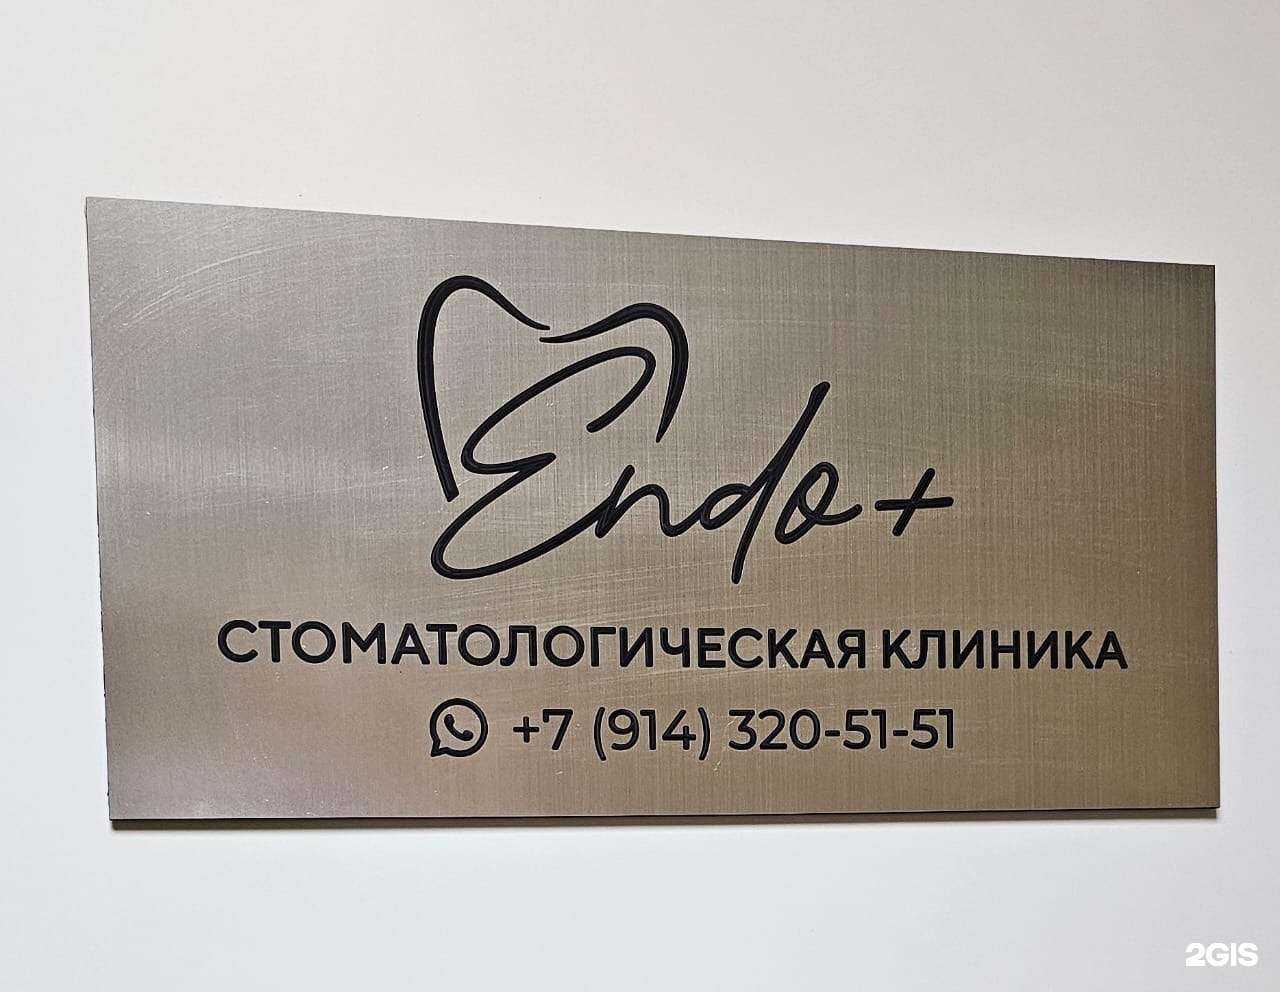 Endo+
СТОМАТОЛОГИЧЕСКАЯ КЛИНИКА
+7 (914) 320-51-51
2GIS